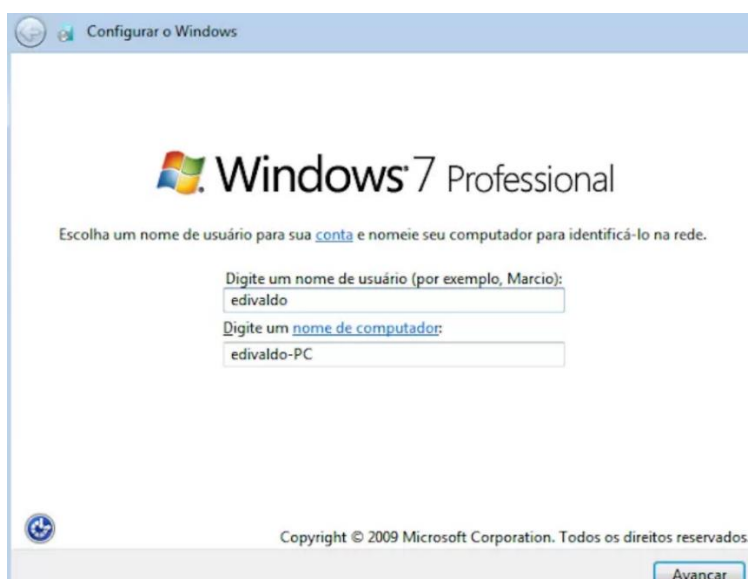 Configurar o Windows
Windows 7 Professional
Escolha um nome de usuário para sua conta e nomeie seu computador para identificá-lo na rede.
Digite um nome de usuário (por exemplo, Marcio):
edivaldo
Digite um nome de computador:
edivaldo-PC
Copyright © 2009 Microsoft Corporation. Todos os direitos reservados
Avançar